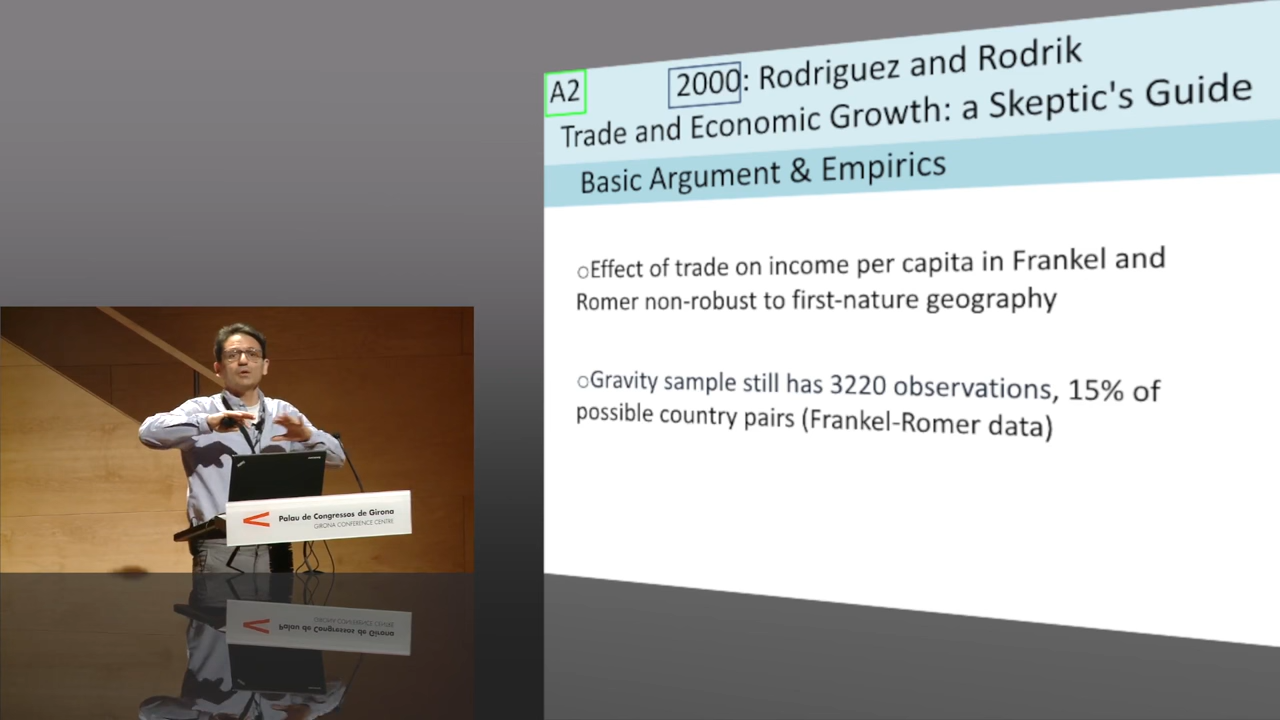 A2
2000: Rodriguez and Rodrik
Trade and Economic Growth: a Skeptic's Guide
Basic Argument & Empirics
○Effect of trade on income per capita in Frankel and
Romer non-robust to first-nature geography
○Gravity sample still has 3220 observations, 15% of
possible country pairs (Frankel-Romer data)
Palau de Congressos de Girona
GIRONA CONFERENCE CENTRE